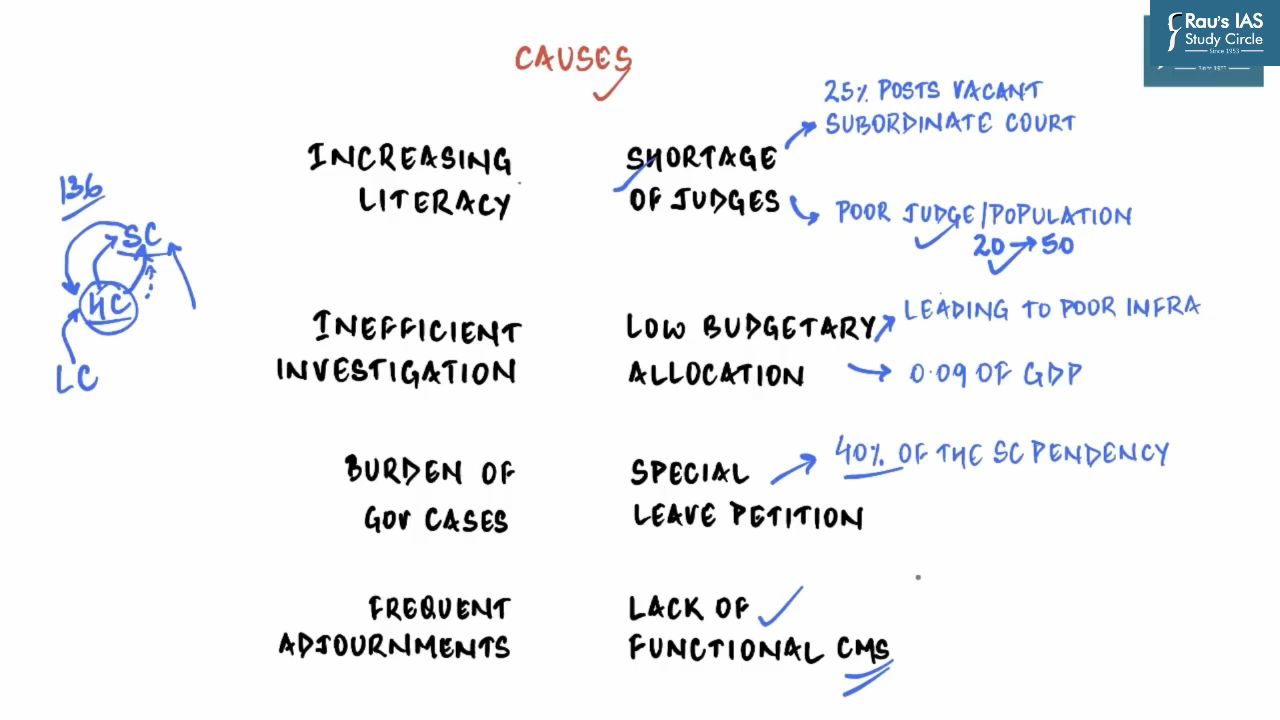 Rau's IAS
Study Circle
Since 1953
CAUSES
INCREASING
LITERACY
SHORTAGE
OF JUDGES
25% POSTS VACANT
SUBORDINATE COURT
POOR JUDGE/POPULATION
20 → 50
136
SC
HC
LC
INEFFICIENT
INVESTIGATION
LOW BUDGETARY
ALLOCATION
LEADING TO POOR INFRA
0.09 OF GDP
BURDEN OF
GOV CASES
SPECIAL
LEAVE PETITION
40% OF THE SC PENDENCY
FREQUENT
ADJOURNMENTS
LACK OF
FUNCTIONAL CMS